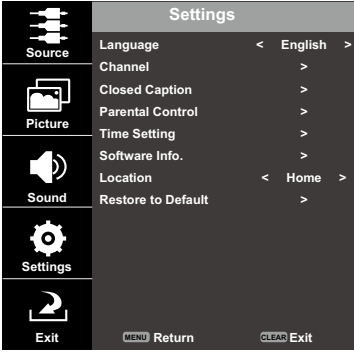 Settings
Source
Picture
Sound
Settings
Exit
Language < English >
Channel >
Closed Caption >
Parental Control >
Time Setting >
Software Info. >
Location < Home >
Restore to Default >
MENU Return CLEAR Exit